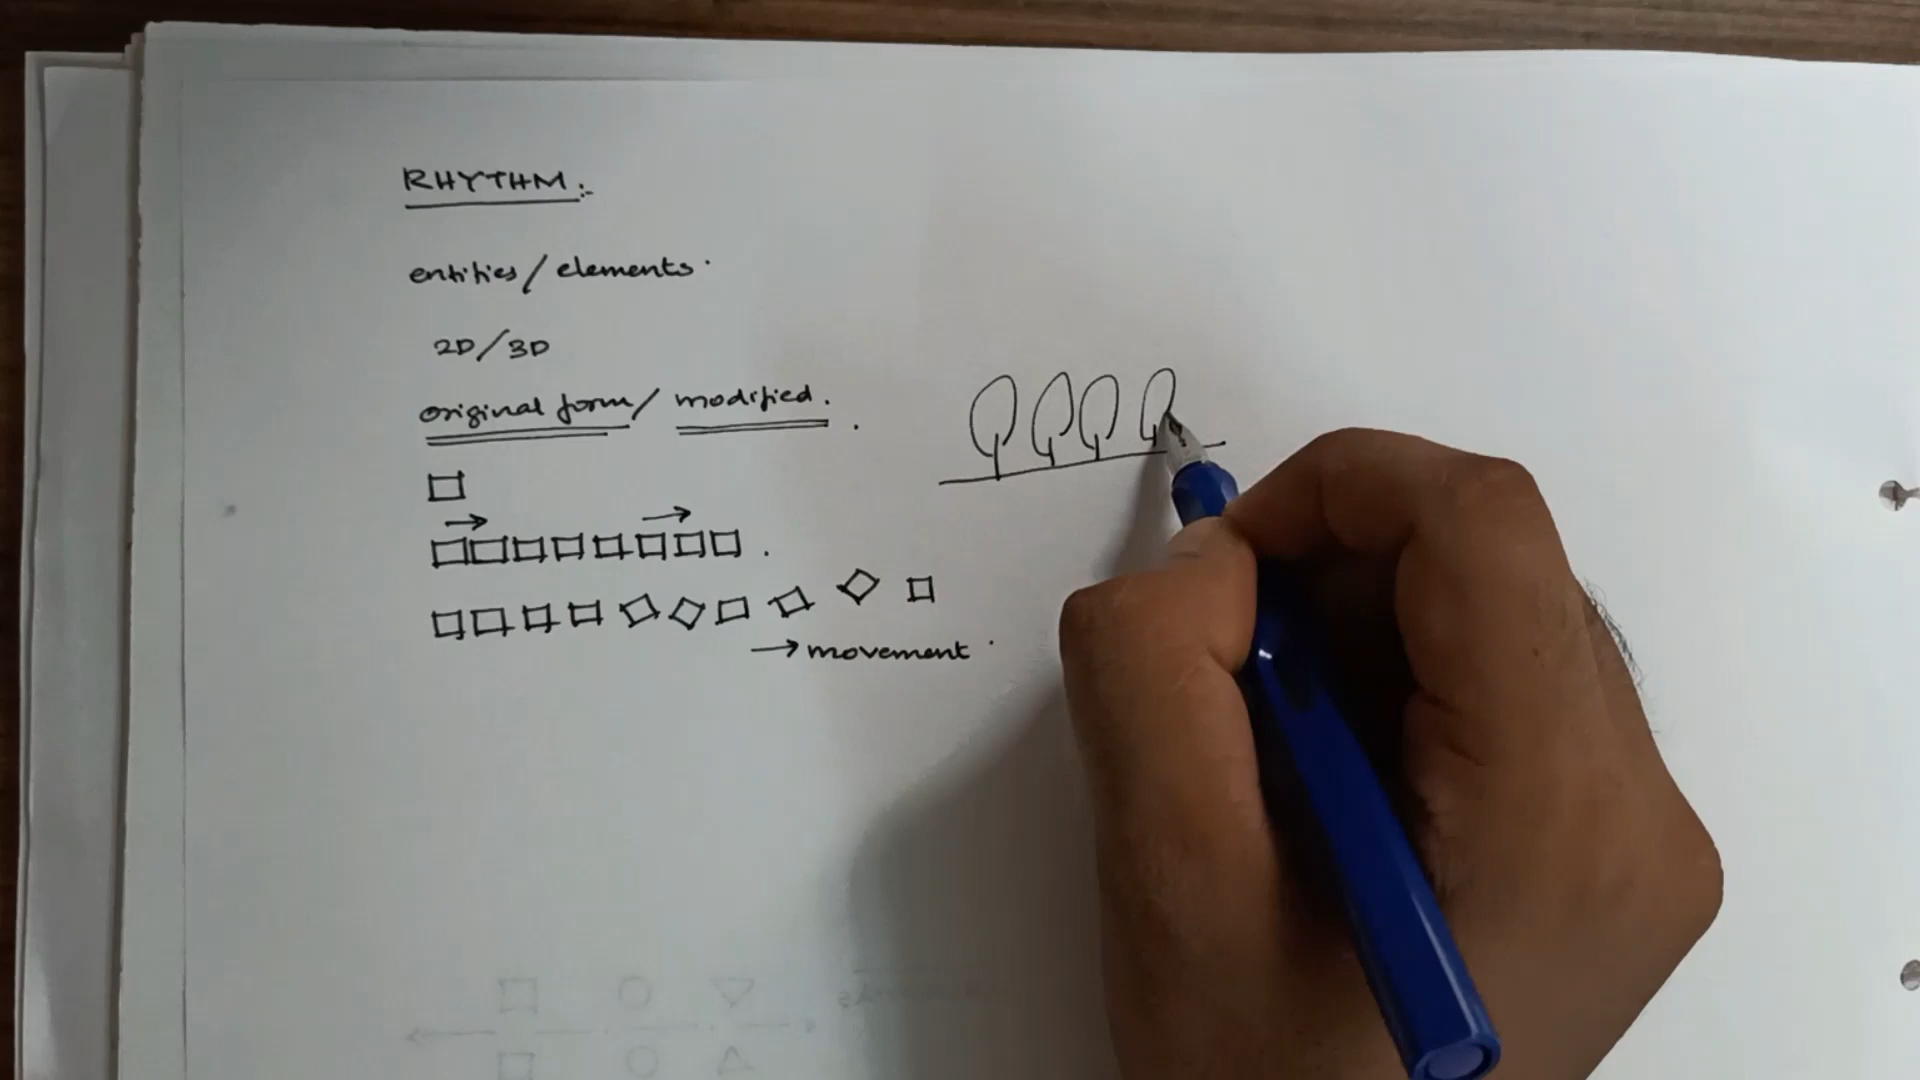 RHYTHM:-
entities/elements.
2D/3D
original form/modified.
→ movement.